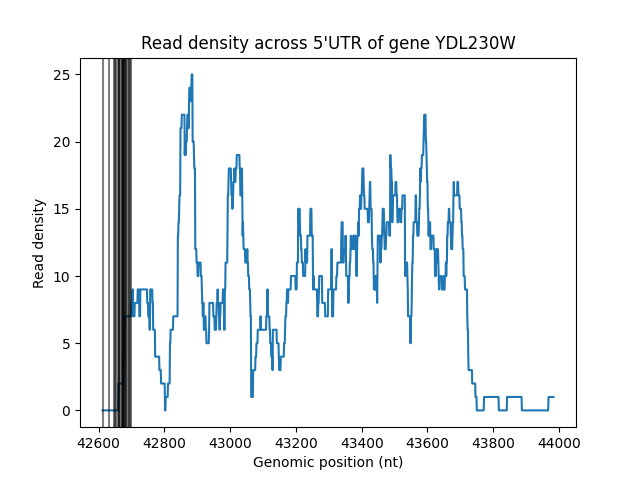 Read density across 5'UTR of gene YDL230W
25
20
15
10
5
0
Read density
42600 42800 43000 43200 43400 43600 43800 44000
Genomic position (nt)